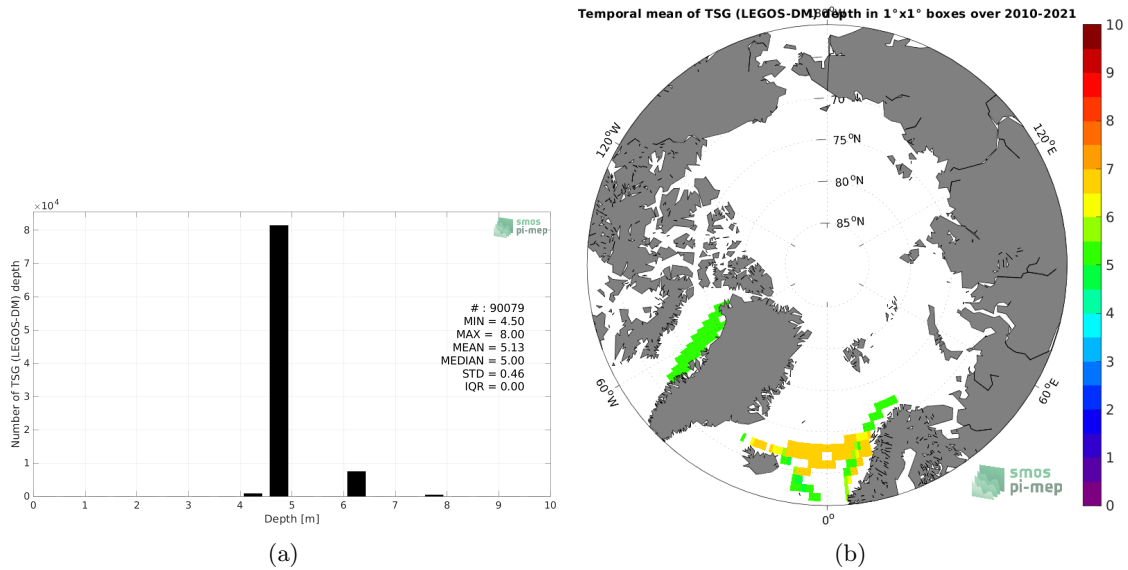 Temporal mean of TSG (LEGOS-DM) depth in 1°x1° boxes over 2010-2021
×10⁴
8
7
6
5
4
3
2
1
0
Number of TSG (LEGOS-DM) depth
smos
pi-mep
# : 90079
MIN = 4.50
MAX = 8.00
MEAN = 5.13
MEDIAN = 5.00
STD = 0.46
IQR = 0.00
0 1 2 3 4 5 6 7 8 9 10
Depth [m]
(a)
120°W
70
120°E
75°N
80°N
85°N
60°W
60°E
0°
smos
pi-mep
10
9
8
7
6
5
4
3
2
1
0
(b)